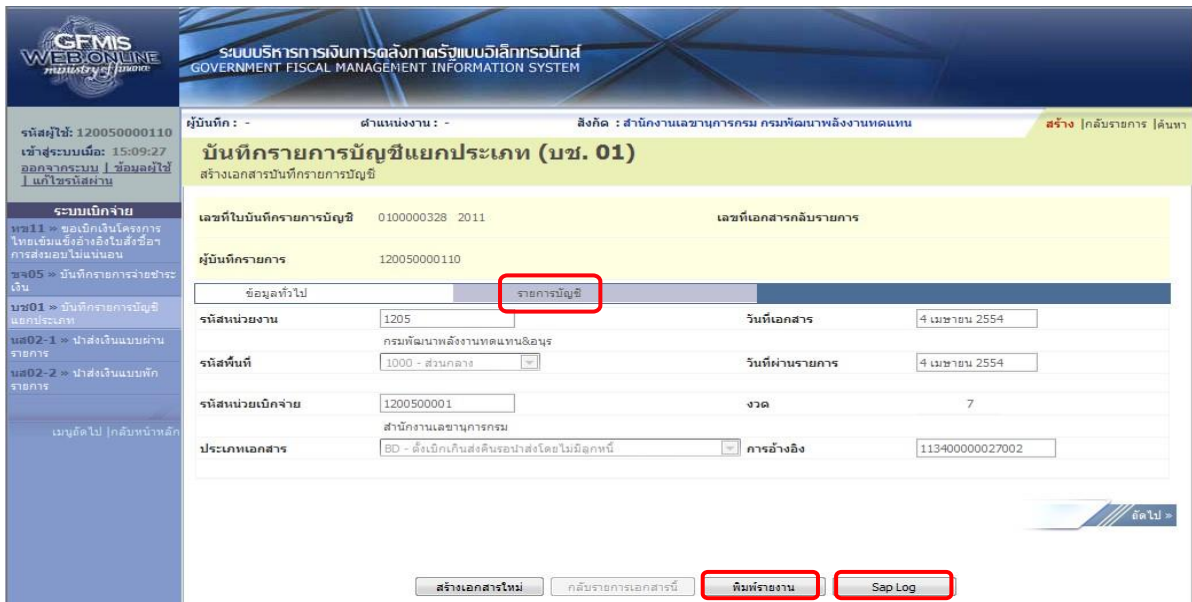 GFMIS
WEB ONLINE
ministry of finance
ระบบบริหารการเงินการคลังภาครัฐแบบอิเล็กทรอนิกส์
GOVERNMENT FISCAL MANAGEMENT INFORMATION SYSTEM
รหัสผู้ใช้: 120050000110
เข้าสู่ระบบเมื่อ: 15:09:27
ออกจากระบบ | ข้อมูลผู้ใช้
| แก้ไขรหัสผ่าน
ผู้บันทึก : - ตำแหน่งงาน : - สังกัด : สำนักงานเลขานุการกรม กรมพัฒนาพลังงานทดแทน สร้าง |กลับรายการ |ค้นหา
บันทึกรายการบัญชีแยกประเภท (บช. 01)
สร้างเอกสารบันทึกรายการบัญชี
ระบบเบิกจ่าย
ทข11 » ขอเบิกเงินโครงการ
ไทยเข้มแข็งอ้างอิงใบสั่งซื้อฯ
การส่งมอบไม่แน่นอน
ขจ05 » บันทึกรายการจ่ายชำระ
เงิน
บช01 » บันทึกรายการบัญชี
แยกประเภท
นส02-1 » นำส่งเงินแบบผ่าน
รายการ
นส02-2 » นำส่งเงินแบบพัก
รายการ
เมนูถัดไป |กลับหน้าหลัก
เลขที่ใบบันทึกรายการบัญชี 0100000328 2011 เลขที่เอกสารกลับรายการ
ผู้บันทึกรายการ 120050000110
ข้อมูลทั่วไป รายการบัญชี
รหัสหน่วยงาน 1205 วันที่เอกสาร 4 เมษายน 2554
กรมพัฒนาพลังงานทดแทน&อนุร
รหัสพื้นที่ 1000 - ส่วนกลาง วันที่ผ่านรายการ 4 เมษายน 2554
รหัสหน่วยเบิกจ่าย 1200500001 งวด 7
สำนักงานเลขานุการกรม
ประเภทเอกสาร BD - ตั้งเบิกเกินส่งคืนรอนำส่งโดยไม่มีลูกหนี้ การอ้างอิง 113400000027002
ถัดไป »
สร้างเอกสารใหม่ กลับรายการเอกสารนี้ พิมพ์รายงาน Sap Log